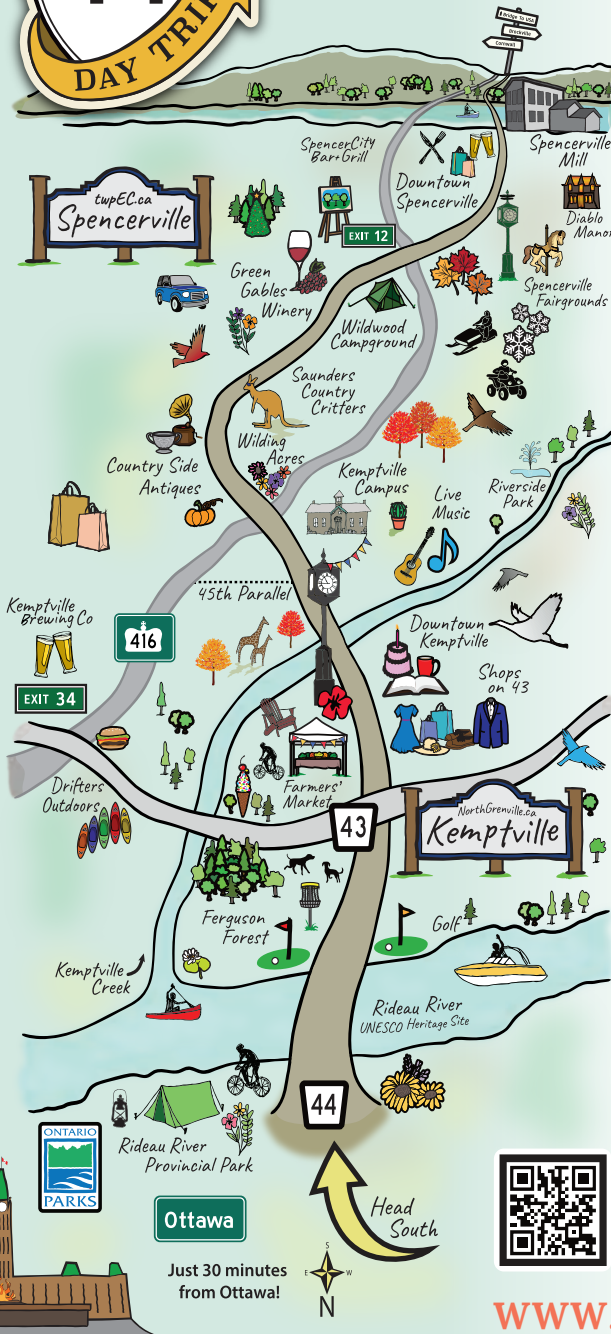 DAY TRIP
Bridge To USA
Brockville
Cornwall
SpencerCity
Bar+Grill
Spencerville
Mill
Downtown
Spencerville
twpEC.ca
Spencerville
Diablo
EXIT 12
Green
Gables
Winery
Spencerville
Fairgrounds
Wildwood
Campground
Saunders
Country
Critters
Wilding
Acres
Country Side
Antiques
Kemptville
Campus
Live
Music
Riverside
Park
45th Parallel
Kemptville
Brewing Co
416
Downtown
Kemptville
EXIT 34
Shops
on 43
Drifters
Outdoors
Farmers'
Market
43
NorthGrenville.ca
Kemptville
Ferguson
Forest
Golf
Kemptville
Creek
Rideau River
UNESCO Heritage Site
44
Rideau River
Provincial Park
ONTARIO
PARKS
Ottawa
Head
South
Just 30 minutes
from Ottawa!
S
E
W
N
www.